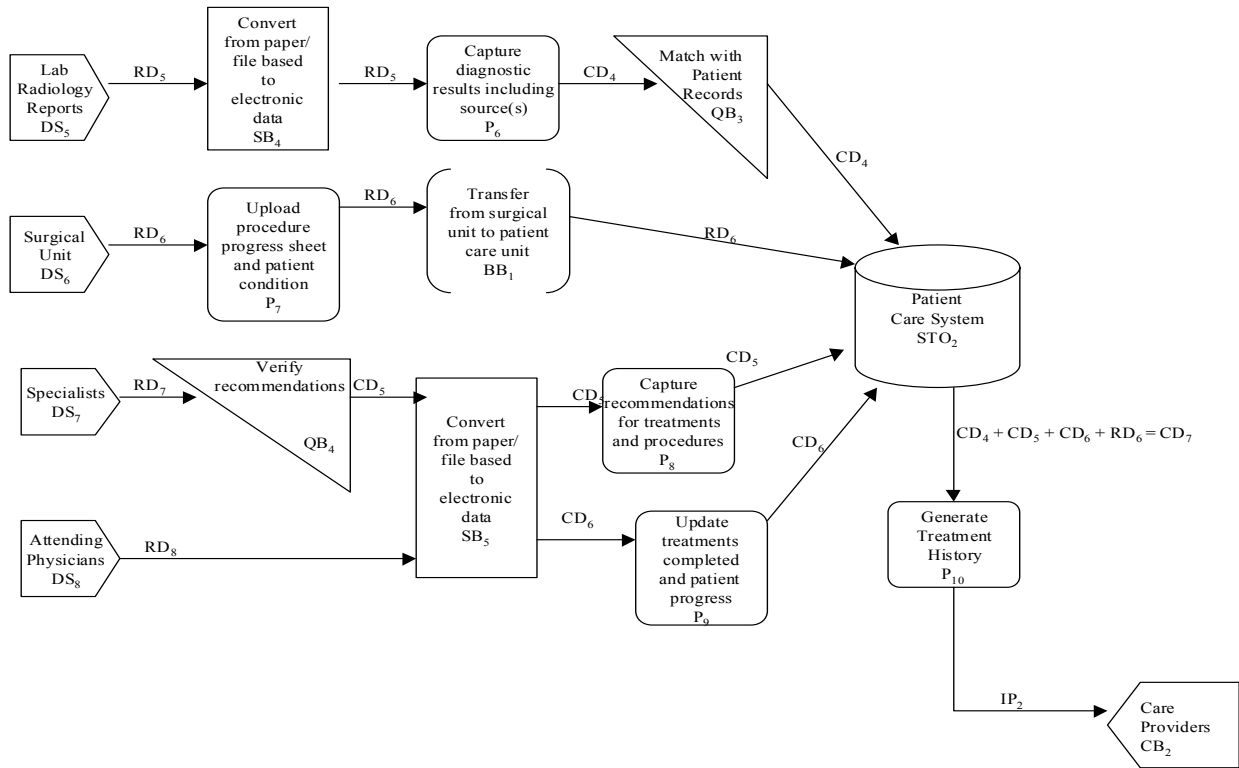 Lab
Radiology
Reports
DS₅
RD₅
Convert
from paper/
file based
to
electronic
data
SB₄
RD₅
Capture
diagnostic
results including
source(s)
P₆
CD₄
Match with
Patient
Records
QB₃
CD₄
Surgical
Unit
DS₆
RD₆
Upload
procedure
progress sheet
and patient
condition
P₇
RD₆
Transfer
from surgical
unit to patient
care unit
BB₁
RD₆
Patient
Care System
STO₂
Specialists
DS₇
RD₇
Verify
recommendations
QB₄
CD₅
Convert
from paper/
file based
to
electronic
data
SB₅
CD₅
Capture
recommendations
for treatments
and procedures
P₈
CD₅
Attending
Physicians
DS₈
RD₈
CD₆
Update
treatments
completed
and patient
progress
P₉
CD₆
CD₄ + CD₅ + CD₆ + RD₆ = CD₇
Generate
Treatment
History
P₁₀
IP₂
Care
Providers
CB₂